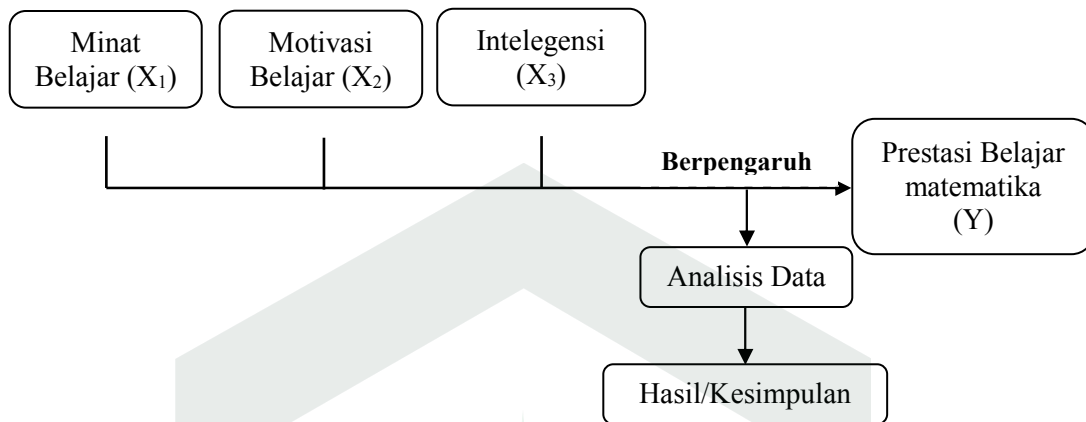 Minat
Belajar (X₁)
Motivasi
Belajar (X₂)
Intelegensi
(X₃)
Berpengaruh
Prestasi Belajar
matematika
(Y)
Analisis Data
Hasil/Kesimpulan